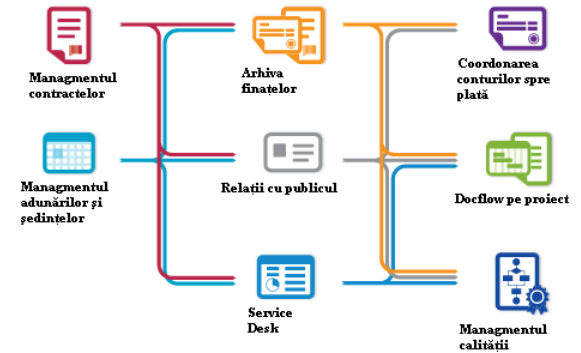 Managmentul
contractelor
Arhiva
finațelor
Coordonarea
conturilor spre
plată
Managmentul
adunărilor și
ședințelor
Relații cu publicul
Docflow pe proiect
Service
Desk
Managmentul
calității